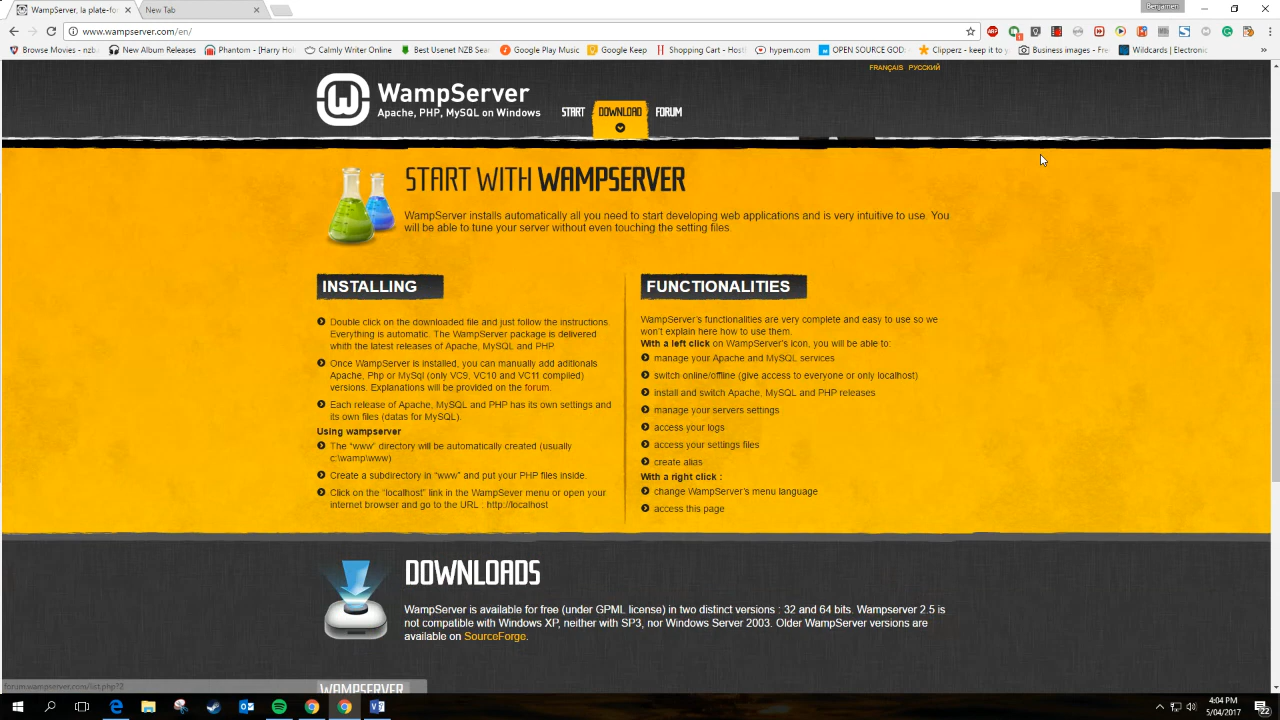 Benjamen
WampServer, la plate-for
New Tab
www.wampserver.com/en/
Browse Movies - nzb
New Album Releases
Phantom - [Harry Ho
Calmly Writer Online
Best Usenet NZB Sea
Google Play Music
Google Keep
Shopping Cart - Hosti
hypem.com
OPEN SOURCE GOD:
Clipperz - keep it to y
Business images - Fre
Wildcards | Electronic
FRANÇAIS РУССКИЙ
WampServer
Apache, PHP, MySQL on Windows
START DOWNLOAD FORUM
START WITH WAMPSERVER
WampServer installs automatically all you need to start developing web applications and is very intuitive to use. You
will be able to tune your server without even touching the setting files.
INSTALLING
Double click on the downloaded file and just follow the instructions.
Everything is automatic. The WampServer package is delivered
whith the latest releases of Apache, MySQL and PHP.
Once WampServer is installed, you can manually add aditionals
Apache, Php or MySql (only VC9, VC10 and VC11 compiled)
versions. Explanations will be provided on the forum.
Each release of Apache, MySQL and PHP has its own settings and
its own files (datas for MySQL).
Using wampserver
The “www” directory will be automatically created (usually
c:\wamp\www)
Create a subdirectory in “www” and put your PHP files inside.
Click on the “localhost” link in the WampSever menu or open your
internet browser and go to the URL : http://localhost
FUNCTIONALITIES
WampServer’s functionalities are very complete and easy to use so we
won’t explain here how to use them.
With a left click on WampServer’s icon, you will be able to:
manage your Apache and MySQL services
switch online/offline (give access to everyone or only localhost)
install and switch Apache, MySQL and PHP releases
manage your servers settings
access your logs
access your settings files
create alias
With a right click :
change WampServer’s menu language
access this page
DOWNLOADS
WampServer is available for free (under GPML license) in two distinct versions : 32 and 64 bits. Wampserver 2.5 is
not compatible with Windows XP, neither with SP3, nor Windows Server 2003. Older WampServer versions are
available on SourceForge.
forum.wampserver.com/list.php?2
WAMPSERVER
4:04 PM
5/04/2017
22